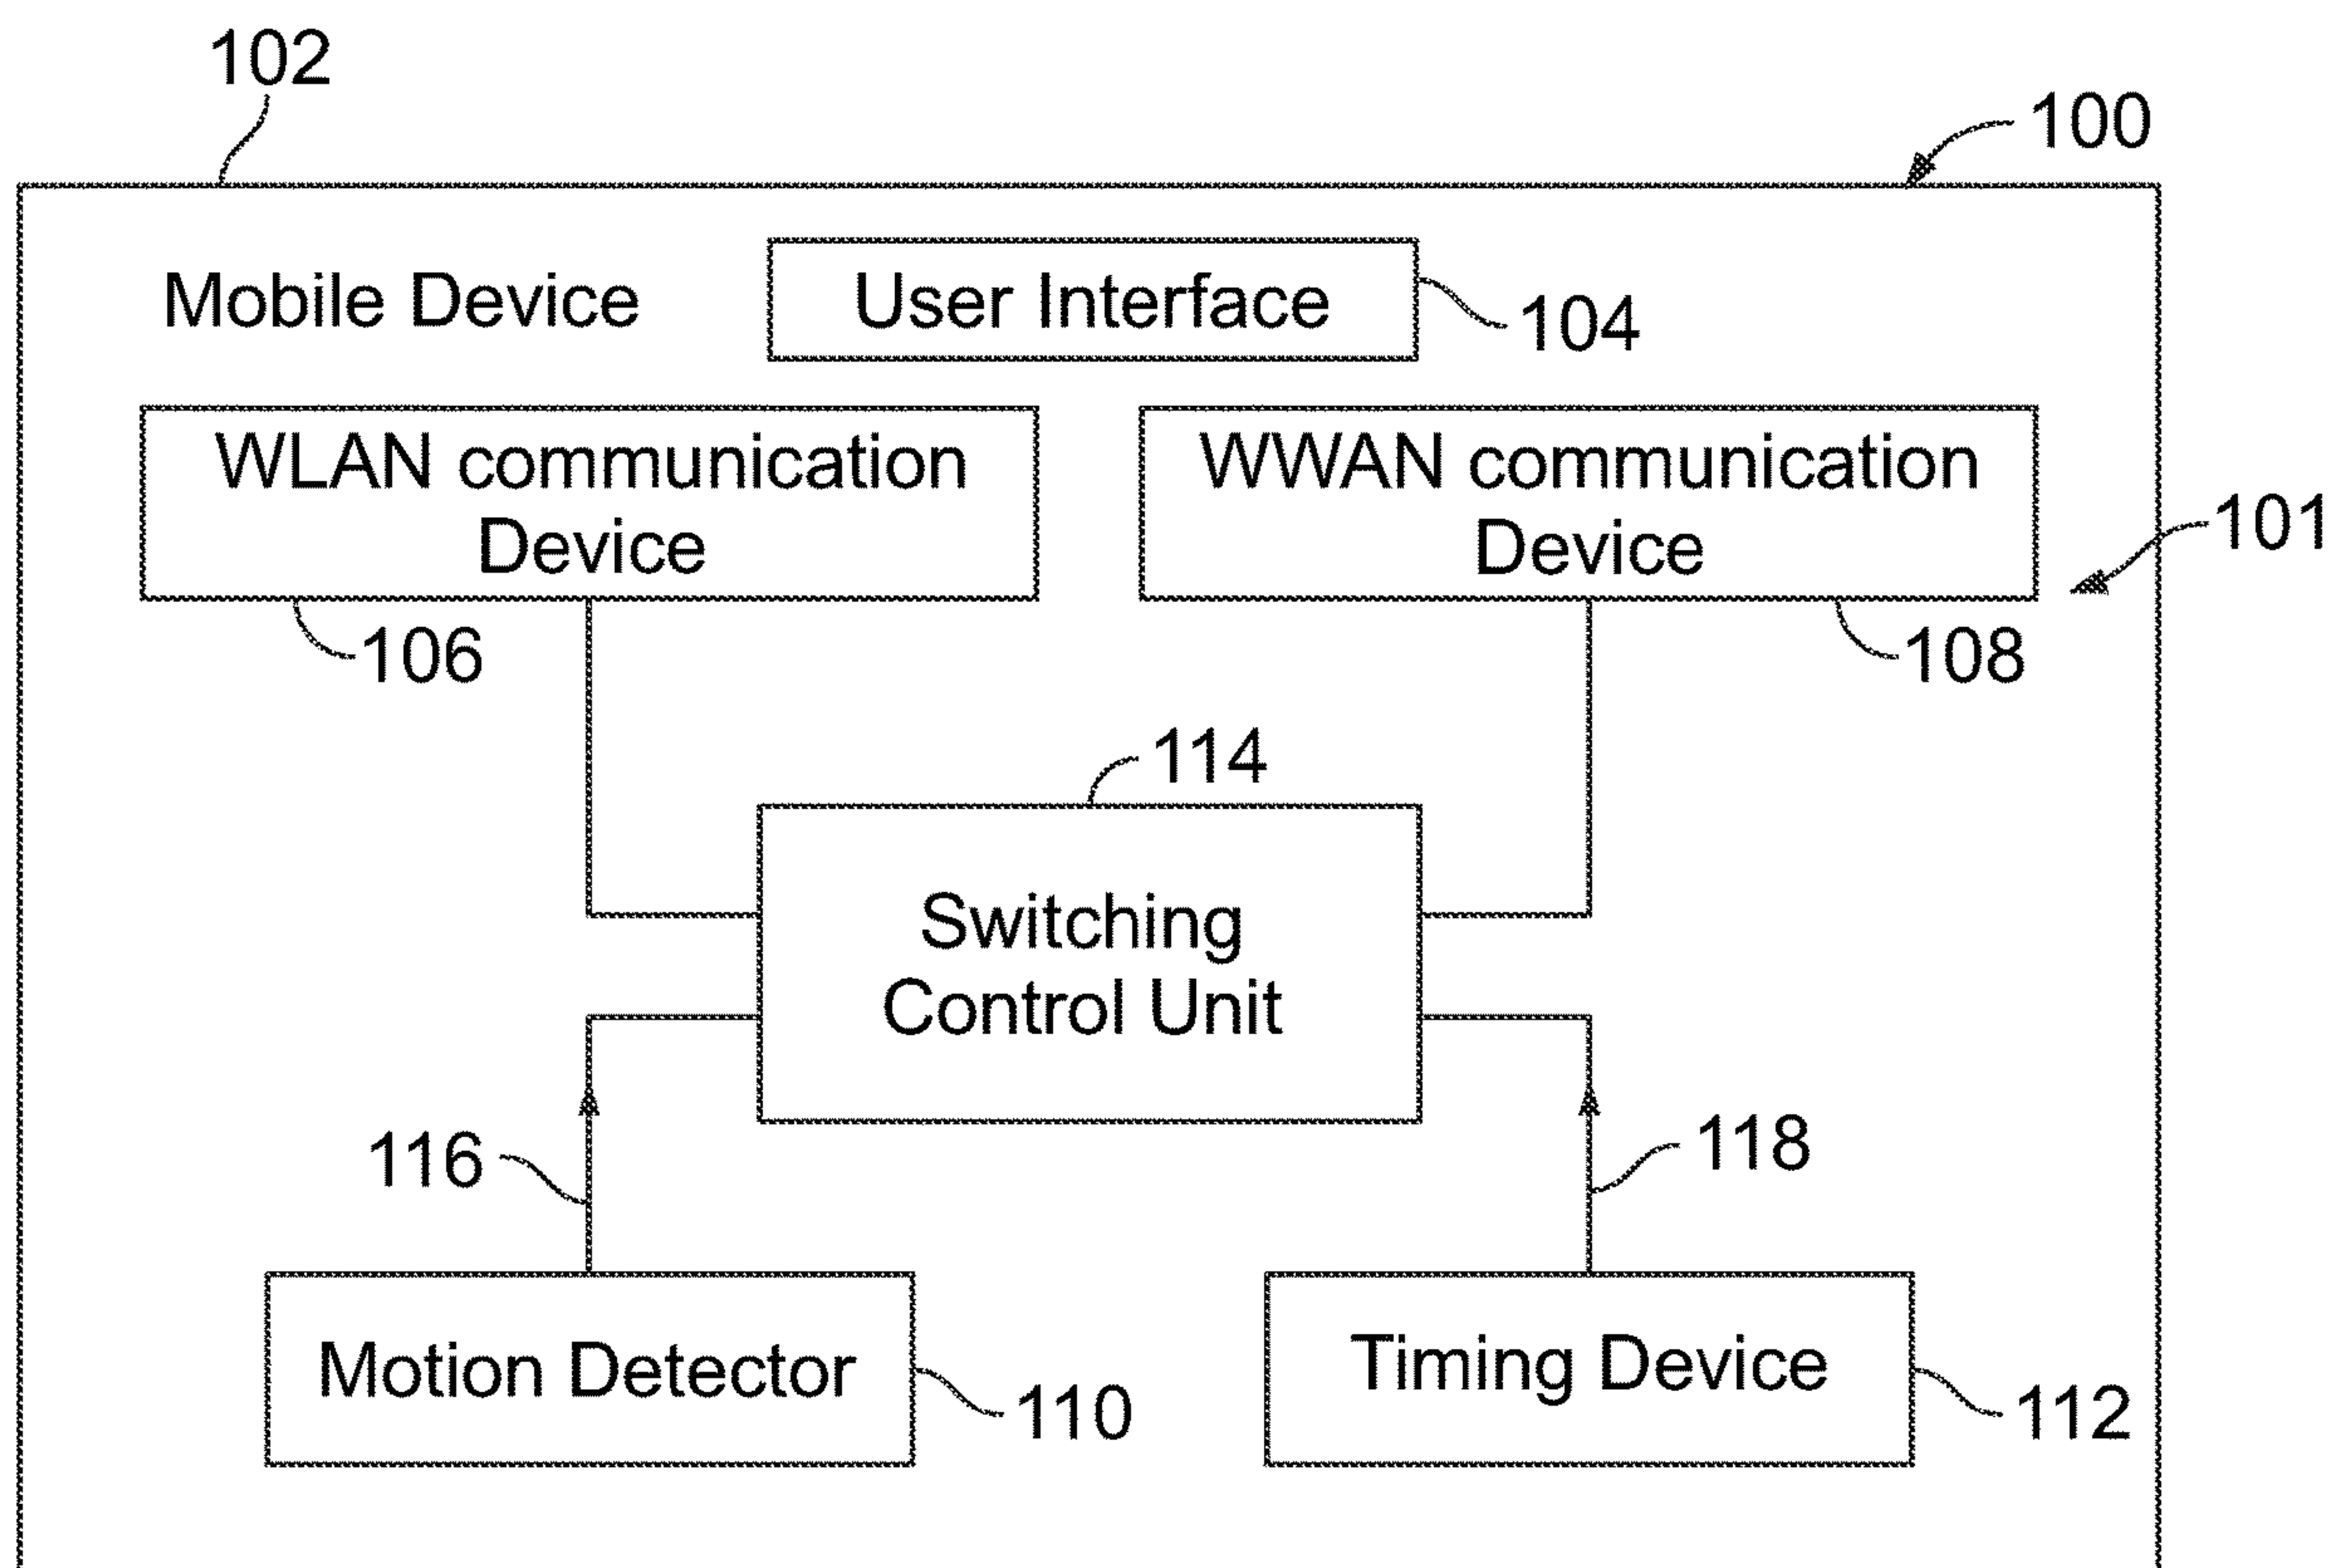 102
100
Mobile Device
User Interface
104
WLAN communication
Device
WWAN communication
Device
101
106
108
114
Switching
Control Unit
116
118
Motion Detector
110
Timing Device
112